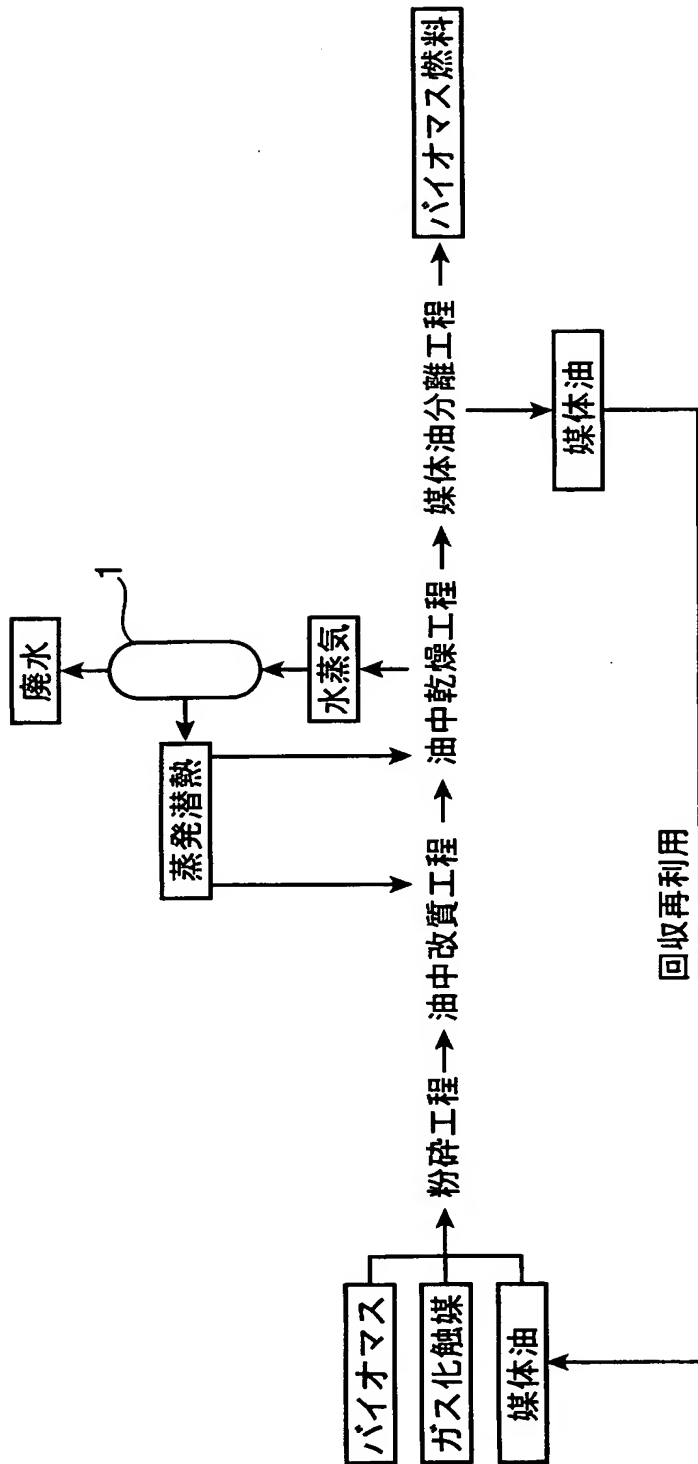 廃水
1
蒸発潜熱
水蒸気
バイオマス
ガス化触媒
媒体油
粉砕工程
油中改質工程
油中乾燥工程
媒体油分離工程
バイオマス燃料
媒体油
回収再利用